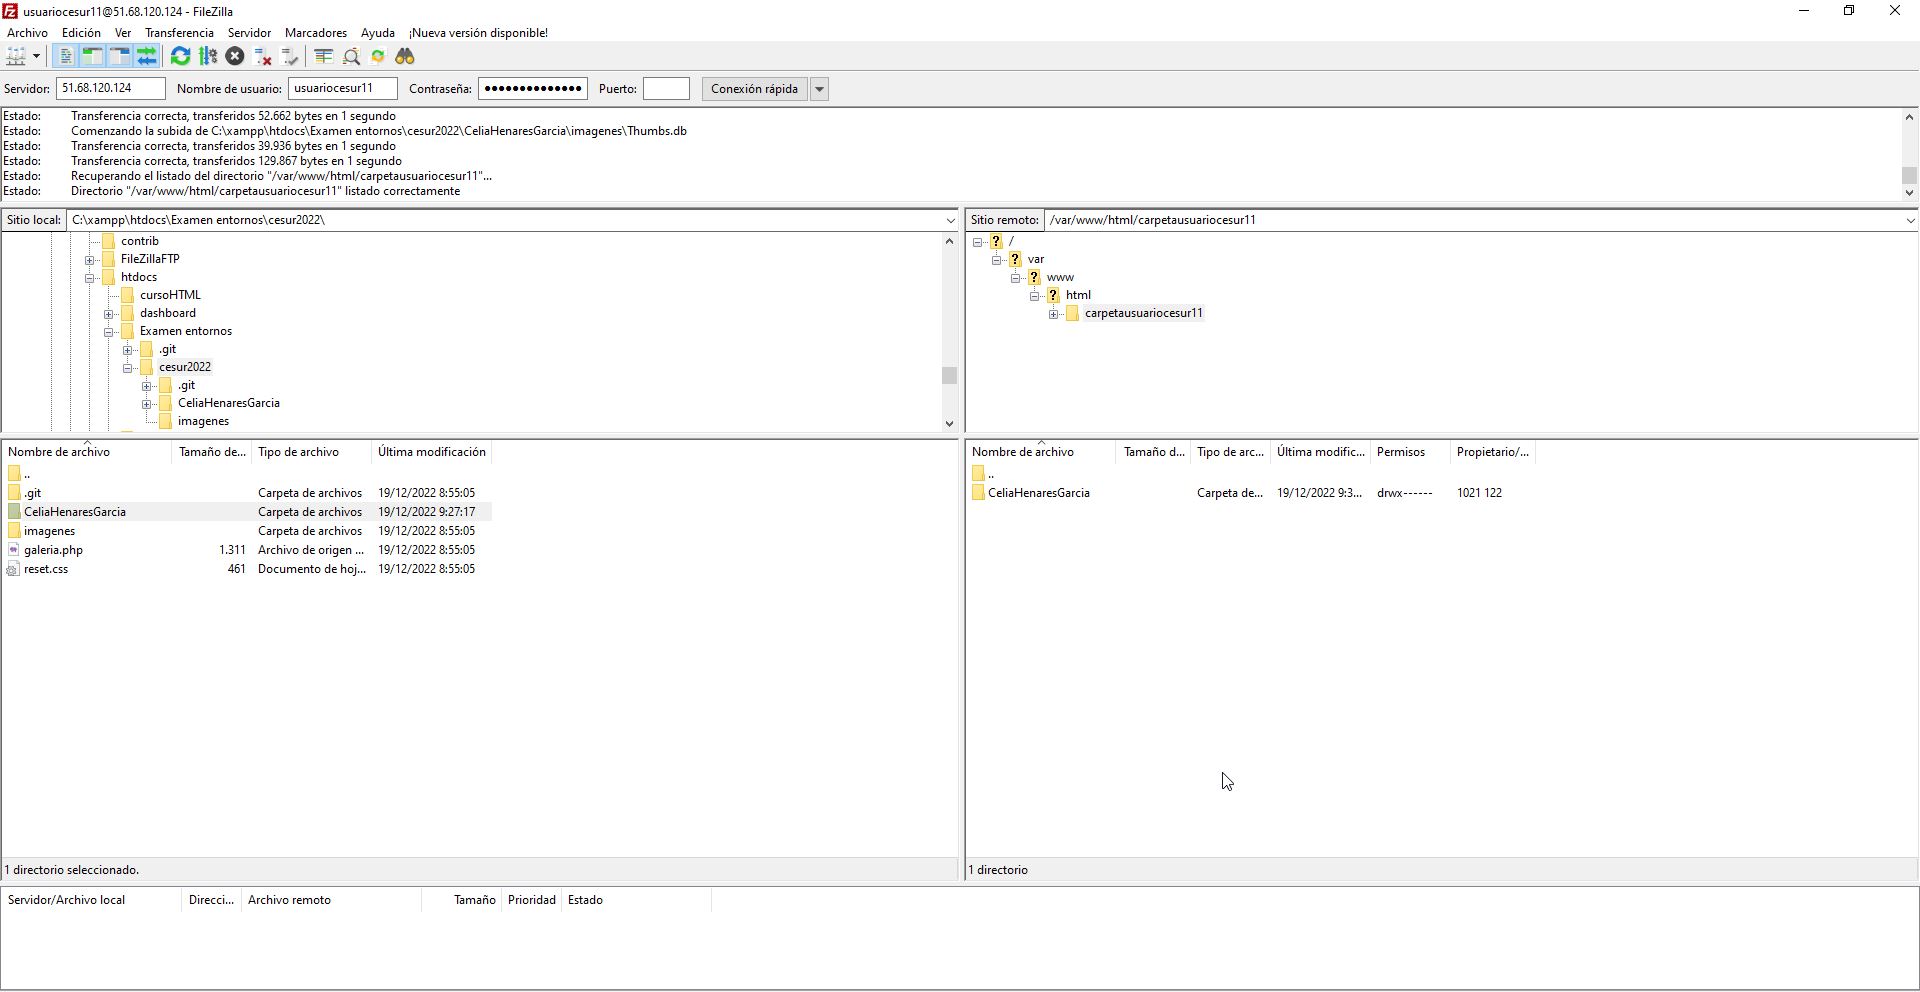 usuariocesur11@51.68.120.124 - FileZilla
Archivo Edición Ver Transferencia Servidor Marcadores Ayuda ¡Nueva versión disponible!
Servidor: 51.68.120.124 Nombre de usuario: usuariocesur11 Contraseña: ●●●●●●●●●●●●●● Puerto: Conexión rápida
Estado: Transferencia correcta, transferidos 52.662 bytes en 1 segundo
Estado: Comenzando la subida de C:\xampp\htdocs\Examen entornos\cesur2022\CeliaHenaresGarcia\imagenes\Thumbs.db
Estado: Transferencia correcta, transferidos 39.936 bytes en 1 segundo
Estado: Transferencia correcta, transferidos 129.867 bytes en 1 segundo
Estado: Recuperando el listado del directorio "/var/www/html/carpetausuariocesur11"...
Estado: Directorio "/var/www/html/carpetausuariocesur11" listado correctamente
Sitio local: C:\xampp\htdocs\Examen entornos\cesur2022\
contrib
FileZillaFTP
htdocs
cursoHTML
dashboard
Examen entornos
.git
cesur2022
.git
CeliaHenaresGarcia
imagenes
Sitio remoto: /var/www/html/carpetausuariocesur11
/
var
www
html
carpetausuariocesur11
Nombre de archivo Tamaño de... Tipo de archivo Última modificación
..
.git Carpeta de archivos 19/12/2022 8:55:05
CeliaHenaresGarcia Carpeta de archivos 19/12/2022 9:27:17
imagenes Carpeta de archivos 19/12/2022 8:55:05
galeria.php 1.311 Archivo de origen ... 19/12/2022 8:55:05
reset.css 461 Documento de hoj... 19/12/2022 8:55:05
1 directorio seleccionado.
Nombre de archivo Tamaño d... Tipo de arc... Última modific... Permisos Propietario/...
..
CeliaHenaresGarcia Carpeta de... 19/12/2022 9:3... drwx------ 1021 122
1 directorio
Servidor/Archivo local Direcci... Archivo remoto Tamaño Prioridad Estado